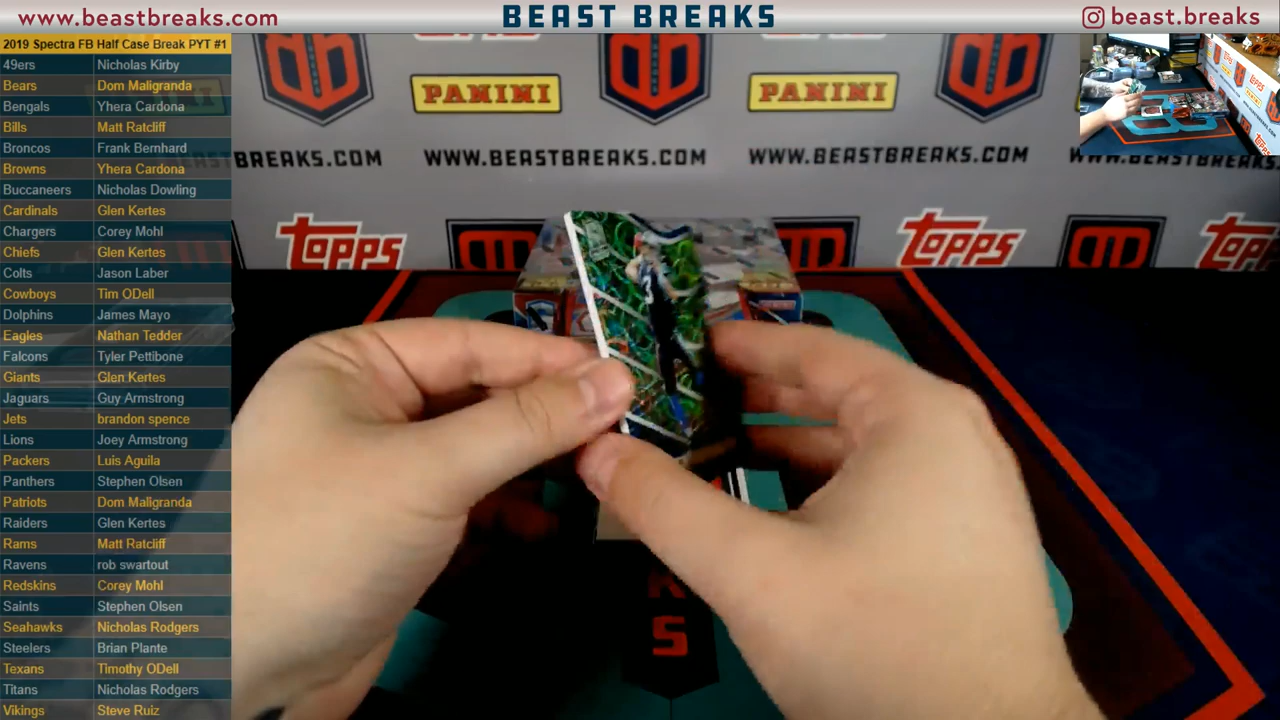 www.beastbreaks.com
BEAST BREAKS
beast.breaks
2019 Spectra FB Half Case Break PYT #1
49ers Nicholas Kirby
Bears Dom Maligranda
Bengals Yhera Cardona
Bills Matt Ratcliff
Broncos Frank Bernhard
Browns Yhera Cardona
Buccaneers Nicholas Dowling
Cardinals Glen Kertes
Chargers Corey Mohl
Chiefs Glen Kertes
Colts Jason Laber
Cowboys Tim ODell
Dolphins James Mayo
Eagles Nathan Tedder
Falcons Tyler Pettibone
Giants Glen Kertes
Jaguars Guy Armstrong
Jets brandon spence
Lions Joey Armstrong
Packers Luis Aguila
Panthers Stephen Olsen
Patriots Dom Maligranda
Raiders Glen Kertes
Rams Matt Ratcliff
Ravens rob swartout
Redskins Corey Mohl
Saints Stephen Olsen
Seahawks Nicholas Rodgers
Steelers Brian Plante
Texans Timothy ODell
Titans Nicholas Rodgers
Vikings Steve Ruiz
PANINI PANINI
BREAKS.COM WWW.BEASTBREAKS.COM WWW.BEASTBREAKS.COM
topps topps topps
3
S